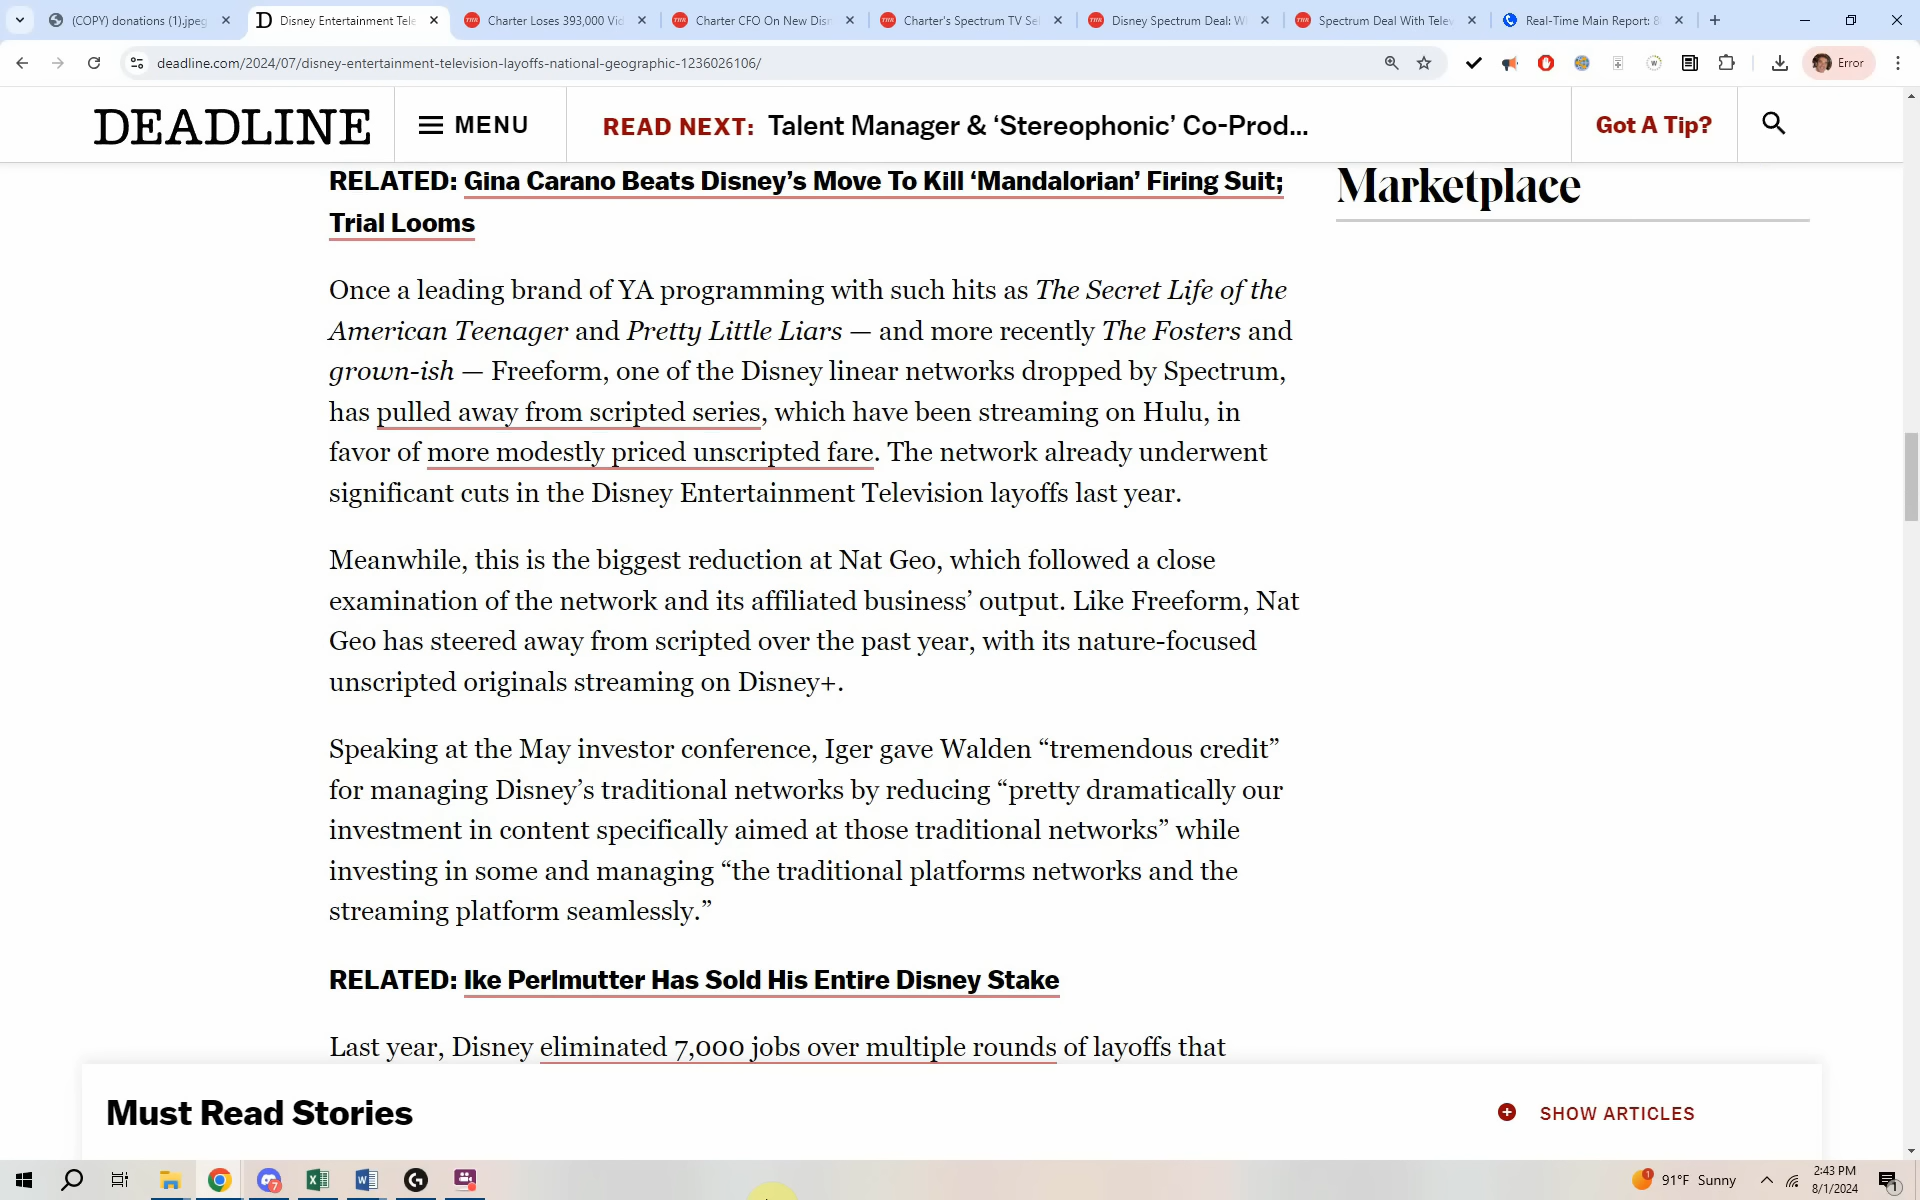 (COPY) donations (1).jpeg
Disney Entertainment Tele
Charter Loses 393,000 Vid
Charter CFO On New Disn
Charter's Spectrum TV Sel
Disney Spectrum Deal: W
Spectrum Deal With Telev
Real-Time Main Report: 8
deadline.com/2024/07/disney-entertainment-television-layoffs-national-geographic-1236026106/
Error
DEADLINE
MENU
READ NEXT: Talent Manager & ‘Stereophonic’ Co-Prod...
Got A Tip?
RELATED: Gina Carano Beats Disney’s Move To Kill ‘Mandalorian’ Firing Suit;
Trial Looms
Marketplace
Once a leading brand of YA programming with such hits as The Secret Life of the
American Teenager and Pretty Little Liars — and more recently The Fosters and
grown-ish — Freeform, one of the Disney linear networks dropped by Spectrum,
has pulled away from scripted series, which have been streaming on Hulu, in
favor of more modestly priced unscripted fare. The network already underwent
significant cuts in the Disney Entertainment Television layoffs last year.
Meanwhile, this is the biggest reduction at Nat Geo, which followed a close
examination of the network and its affiliated business’ output. Like Freeform, Nat
Geo has steered away from scripted over the past year, with its nature-focused
unscripted originals streaming on Disney+.
Speaking at the May investor conference, Iger gave Walden “tremendous credit”
for managing Disney’s traditional networks by reducing “pretty dramatically our
investment in content specifically aimed at those traditional networks” while
investing in some and managing “the traditional platforms networks and the
streaming platform seamlessly.”
RELATED: Ike Perlmutter Has Sold His Entire Disney Stake
Last year, Disney eliminated 7,000 jobs over multiple rounds of layoffs that
Must Read Stories
SHOW ARTICLES
91°F Sunny
2:43 PM
8/1/2024